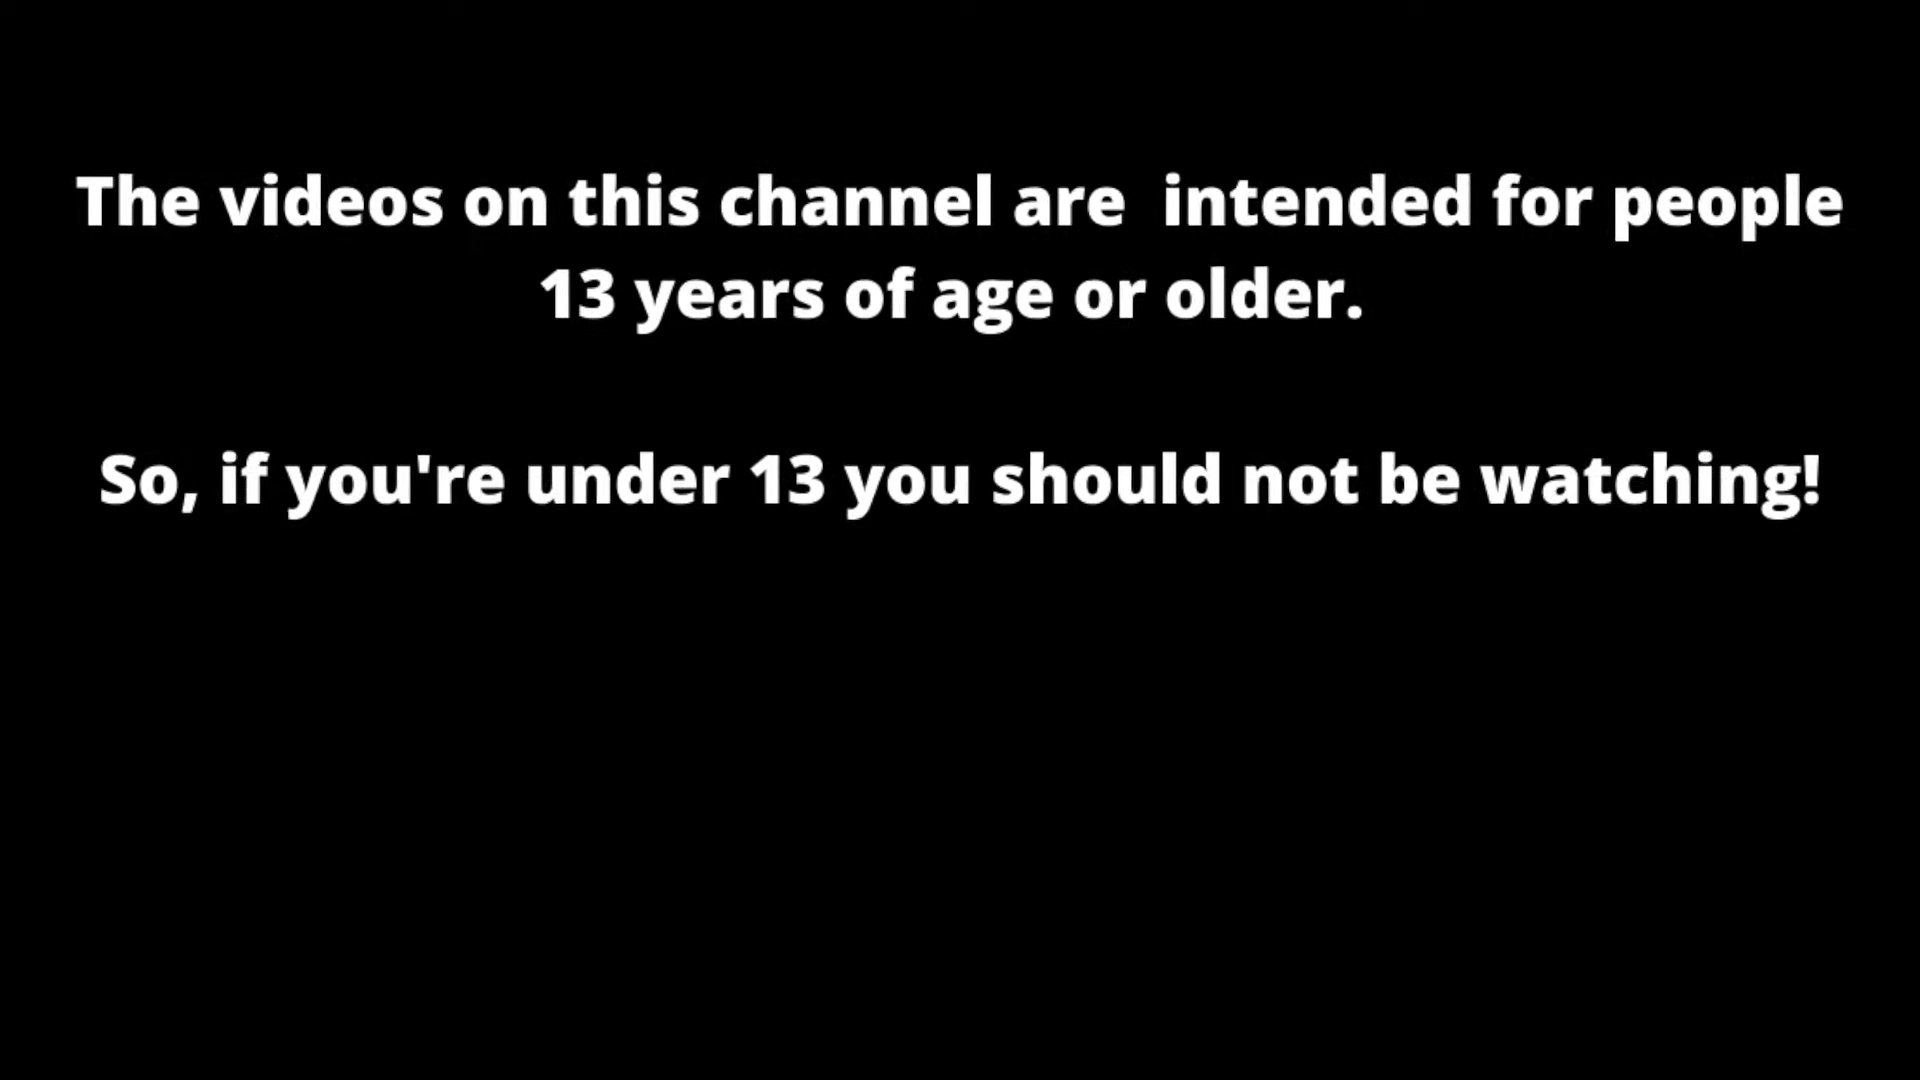 The videos on this channel are  intended for people
13 years of age or older.
So, if you're under 13 you should not be watching!